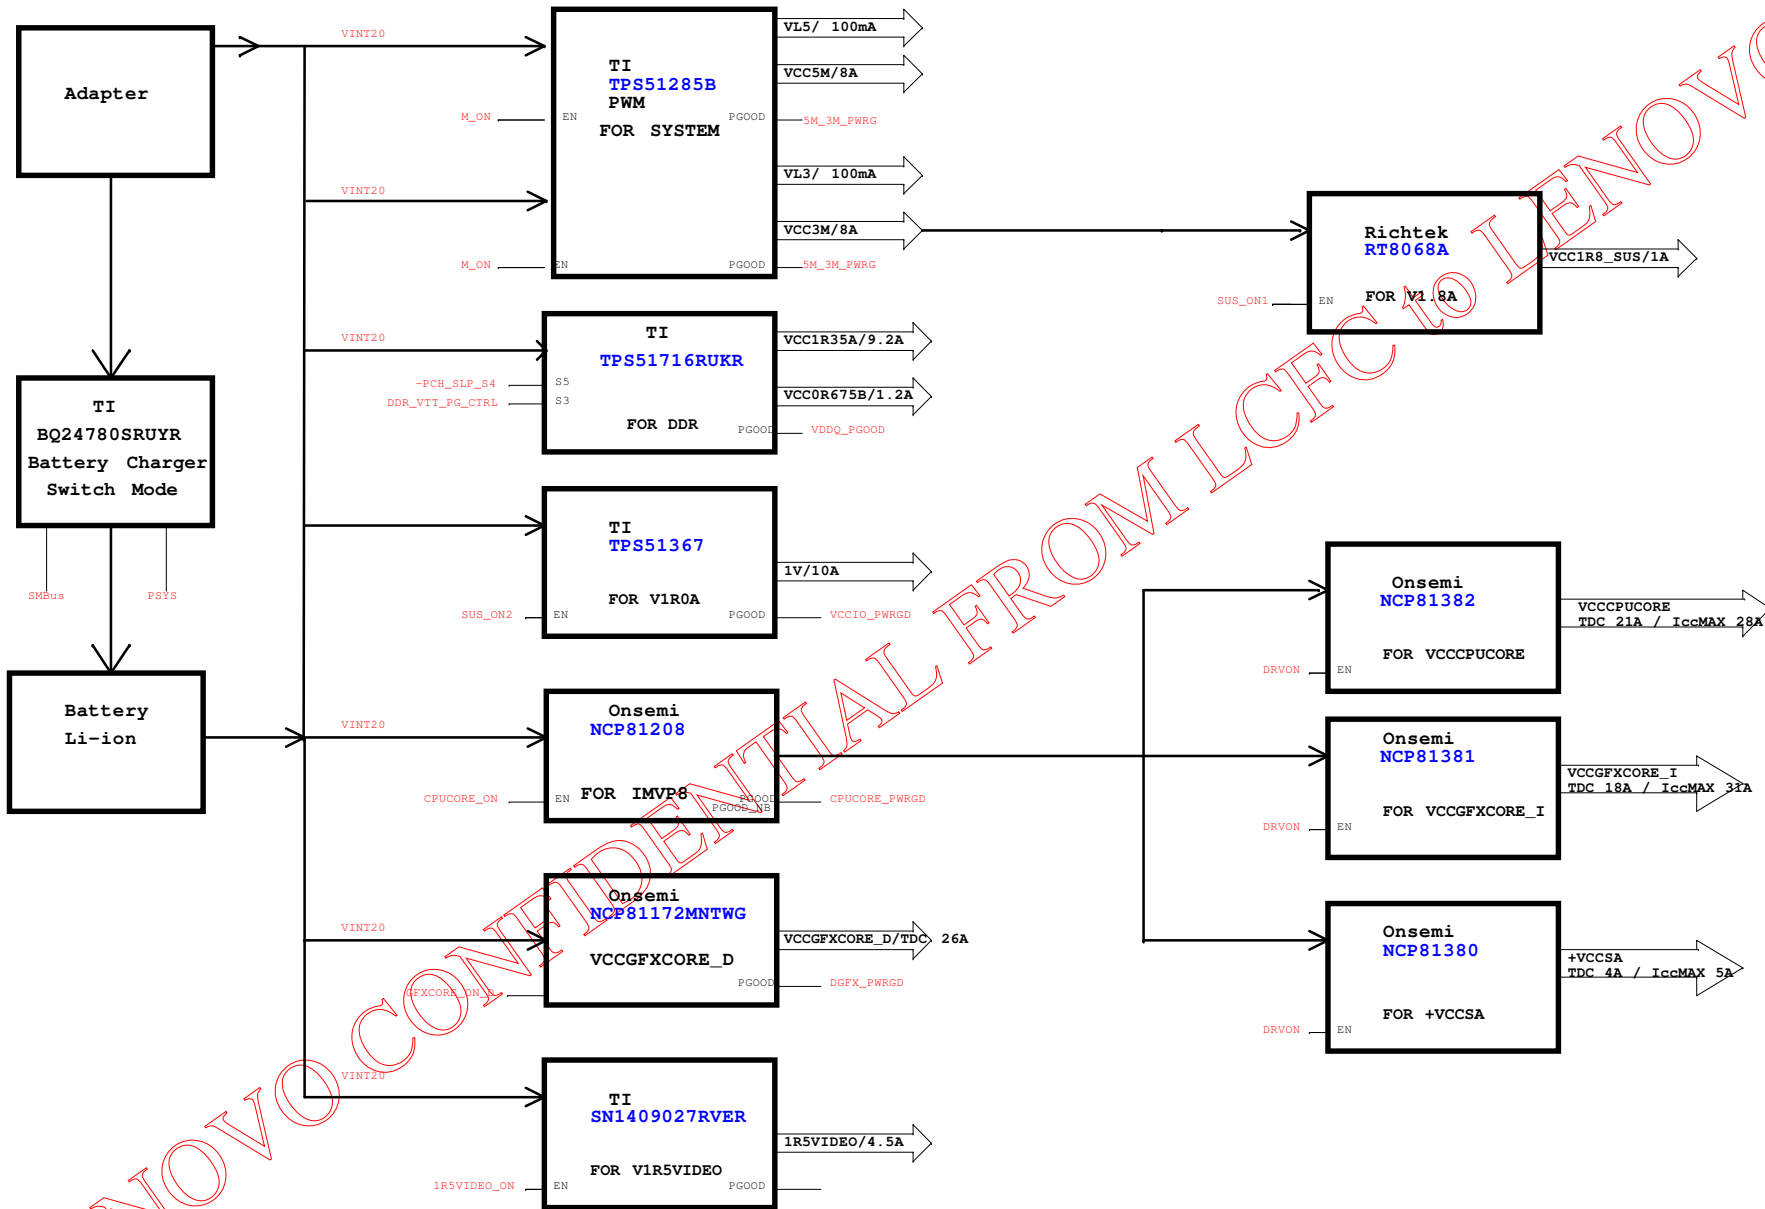 Adapter
TI
BQ24780SRUYR
Battery Charger
Switch Mode
SMBus
PSYS
Battery
Li-ion
VINT20
TI
TPS51285B
PWM
FOR SYSTEM
M_ON
EN
PGOOD
5M_3M_PWRG
VL5/ 100mA
VCC5M/8A
VINT20
VL3/ 100mA
VCC3M/8A
M_ON
EN
PGOOD
5M_3M_PWRG
Richtek
RT8068A
FOR V1.8A
SUS_ON1
EN
VCC1R8_SUS/1A
VINT20
TI
TPS51716RUKR
FOR DDR
-PCH_SLP_S4
S5
DDR_VTT_PG_CTRL
S3
VCC1R35A/9.2A
VCC0R675B/1.2A
PGOOD
VDDQ_PGOOD
TI
TPS51367
FOR V1R0A
SUS_ON2
EN
1V/10A
PGOOD
VCCIO_PWRGD
VINT20
Onsemi
NCP81208
FOR IMVP8
CPUCORE_ON
EN
PGOOD
PGOOD_NB
CPUCORE_PWRGD
Onsemi
NCP81382
FOR VCCCPUCORE
DRVON
EN
VCCCPUCORE
TDC 21A / IccMAX 28A
Onsemi
NCP81381
FOR VCCGFXCORE_I
DRVON
EN
VCCGFXCORE_I
TDC 18A / IccMAX 31A
Onsemi
NCP81380
FOR +VCCSA
DRVON
EN
+VCCSA
TDC 4A / IccMAX 5A
VINT20
Onsemi
NCP81172MNTWG
VCCGFXCORE_D
GFXCORE_ON_D
VCCGFXCORE_D/TDC 26A
PGOOD
DGFX_PWRGD
VINT20
TI
SN1409027RVER
FOR V1R5VIDEO
1R5VIDEO_ON
EN
1R5VIDEO/4.5A
PGOOD
NOVO CONFIDENTIAL FROM LCFC to LENOVO